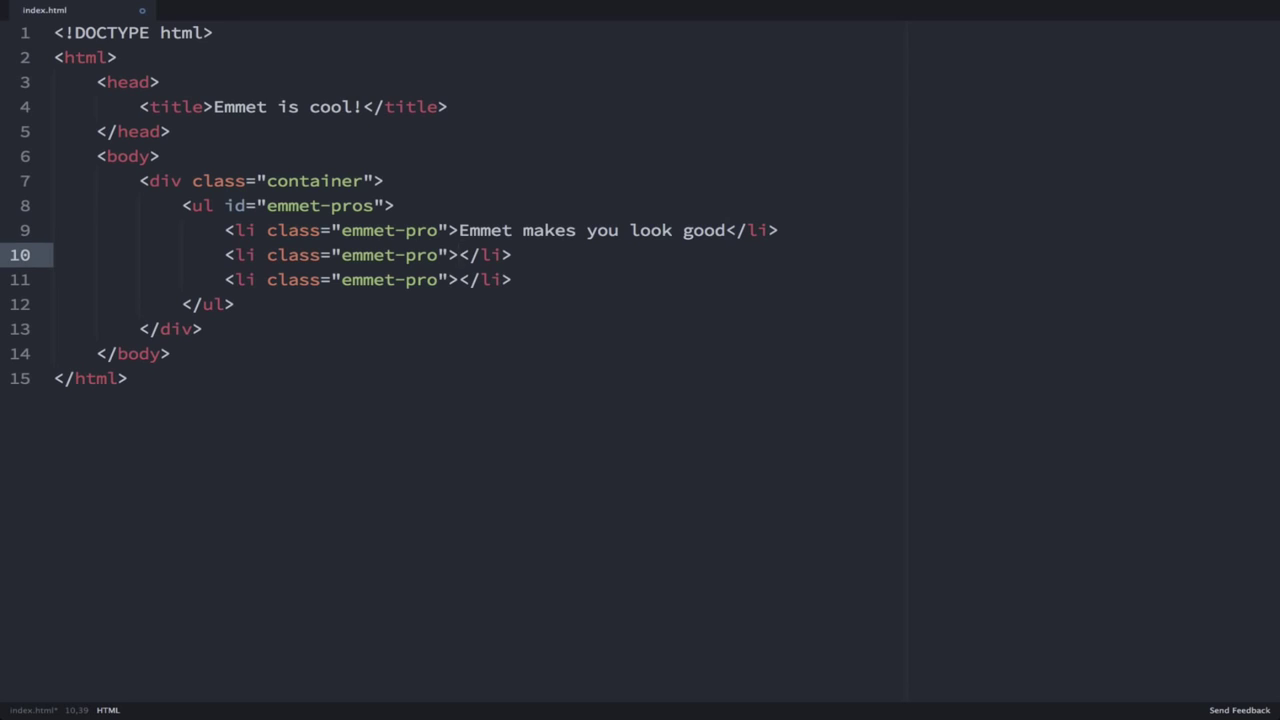 index.html
1 <!DOCTYPE html>
2 <html>
3     <head>
4         <title>Emmet is cool!</title>
5     </head>
6     <body>
7         <div class="container">
8             <ul id="emmet-pros">
9                 <li class="emmet-pro">Emmet makes you look good</li>
10                 <li class="emmet-pro"></li>
11                 <li class="emmet-pro"></li>
12             </ul>
13         </div>
14     </body>
15 </html>
index.html* 10,39 HTML Send Feedback